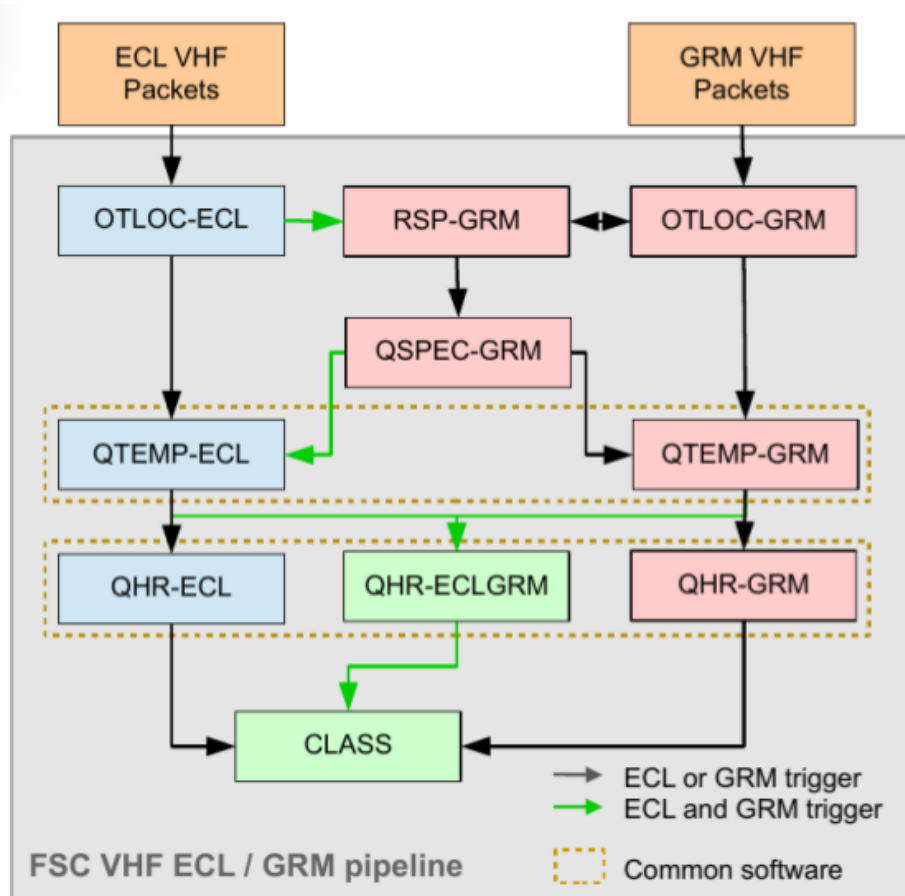 ECL VHF
Packets
GRM VHF
Packets
OTLOC-ECL
RSP-GRM
OTLOC-GRM
QSPEC-GRM
QTEMP-ECL
QTEMP-GRM
QHR-ECL
QHR-ECLGRM
QHR-GRM
CLASS
ECL or GRM trigger
ECL and GRM trigger
FSC VHF ECL / GRM pipeline
Common software